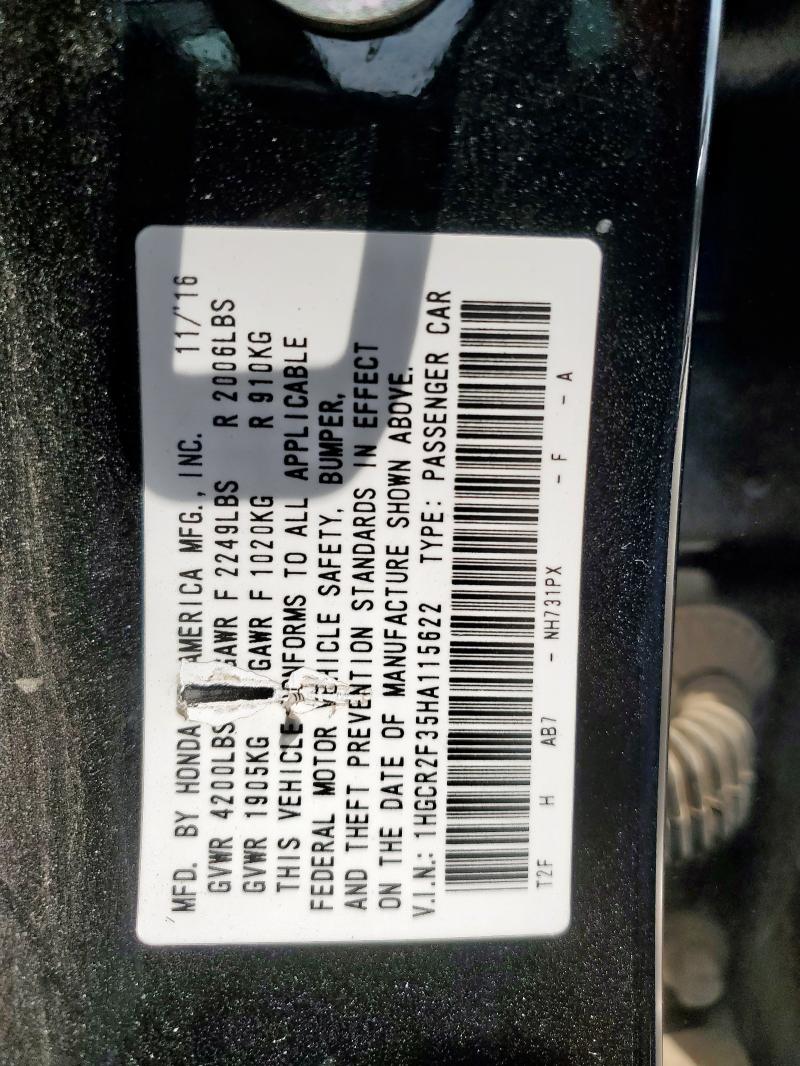 MFD. BY HONDA AMERICA MFG., INC. 11/'16
GVWR 4200LBS GAWR F 2249LBS R 2006LBS
GVWR 1905KG GAWR F 1020KG R 910KG
THIS VEHICLE CONFORMS TO ALL APPLICABLE
FEDERAL MOTOR VEHICLE SAFETY, BUMPER,
AND THEFT PREVENTION STANDARDS IN EFFECT
ON THE DATE OF MANUFACTURE SHOWN ABOVE.
V.I.N.: 1HGCR2F35HA115622 TYPE: PASSENGER CAR
T2F H AB7 - NH731PX - F - A